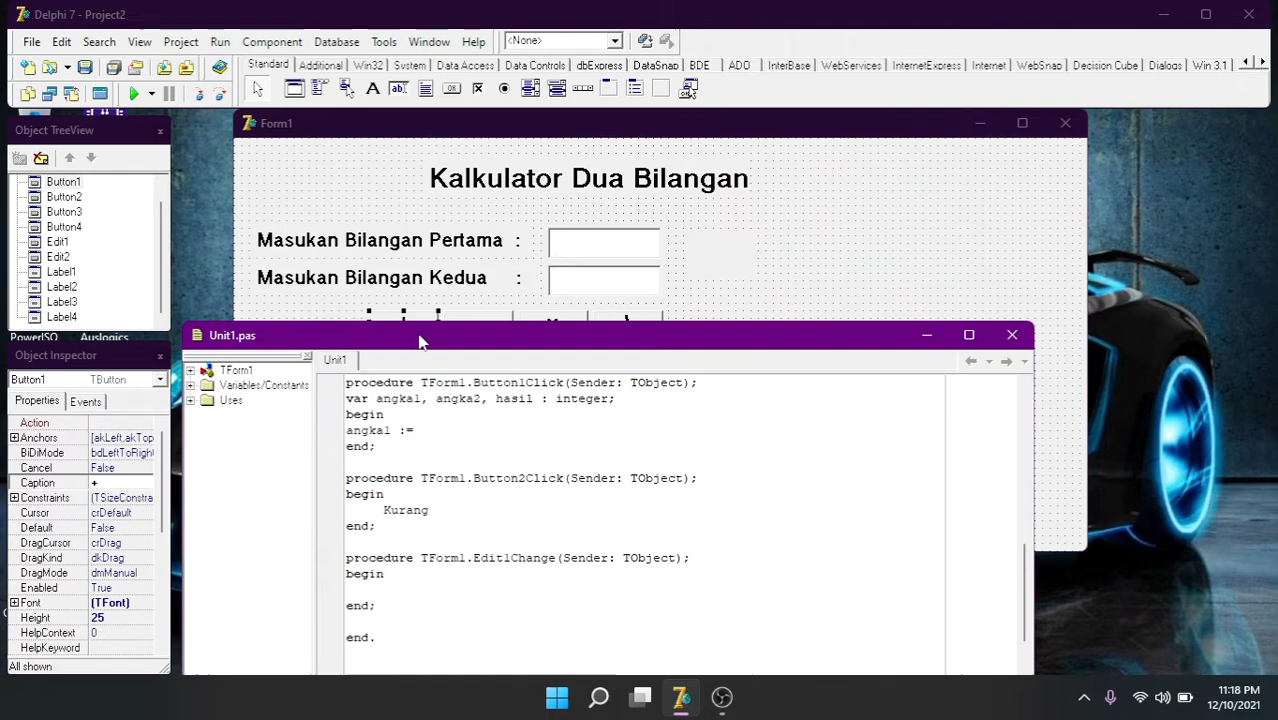 Delphi 7 - Project2
File Edit Search View Project Run Component Database Tools Window Help <None>
Standard Additional Win32 System Data Access Data Controls dbExpress DataSnap BDE ADO InterBase WebServices InternetExpress Internet WebSnap Decision Cube Dialogs Win 3.1
Object TreeView
Button1
Button2
Button3
Button4
Edit1
Edit2
Label1
Label2
Label3
Label4
Form1
Kalkulator Dua Bilangan
Masukan Bilangan Pertama :
Masukan Bilangan Kedua :
PowerISO Auslogics
Object Inspector
Button1 TButton
Properties Events
Action
Anchors [akLeft,akTop
BiDiMode bdLeftToRight
Cancel False
Caption +
Constraints (TSizeConstra
Cursor crDefault
Default False
DragCursor crDrag
DragKind dkDrag
DragMode dmManual
Enabled True
Font (TFont)
Height 25
HelpContext 0
HelpKeyword
All shown
Unit1.pas
TForm1
Variables/Constants
Uses
Unit1
procedure TForm1.Button1Click(Sender: TObject);
var angka1, angka2, hasil : integer;
begin
angka1 :=
end;
procedure TForm1.Button2Click(Sender: TObject);
begin
Kurang
end;
procedure TForm1.Edit1Change(Sender: TObject);
begin
end;
end.
11:18 PM
12/10/2021